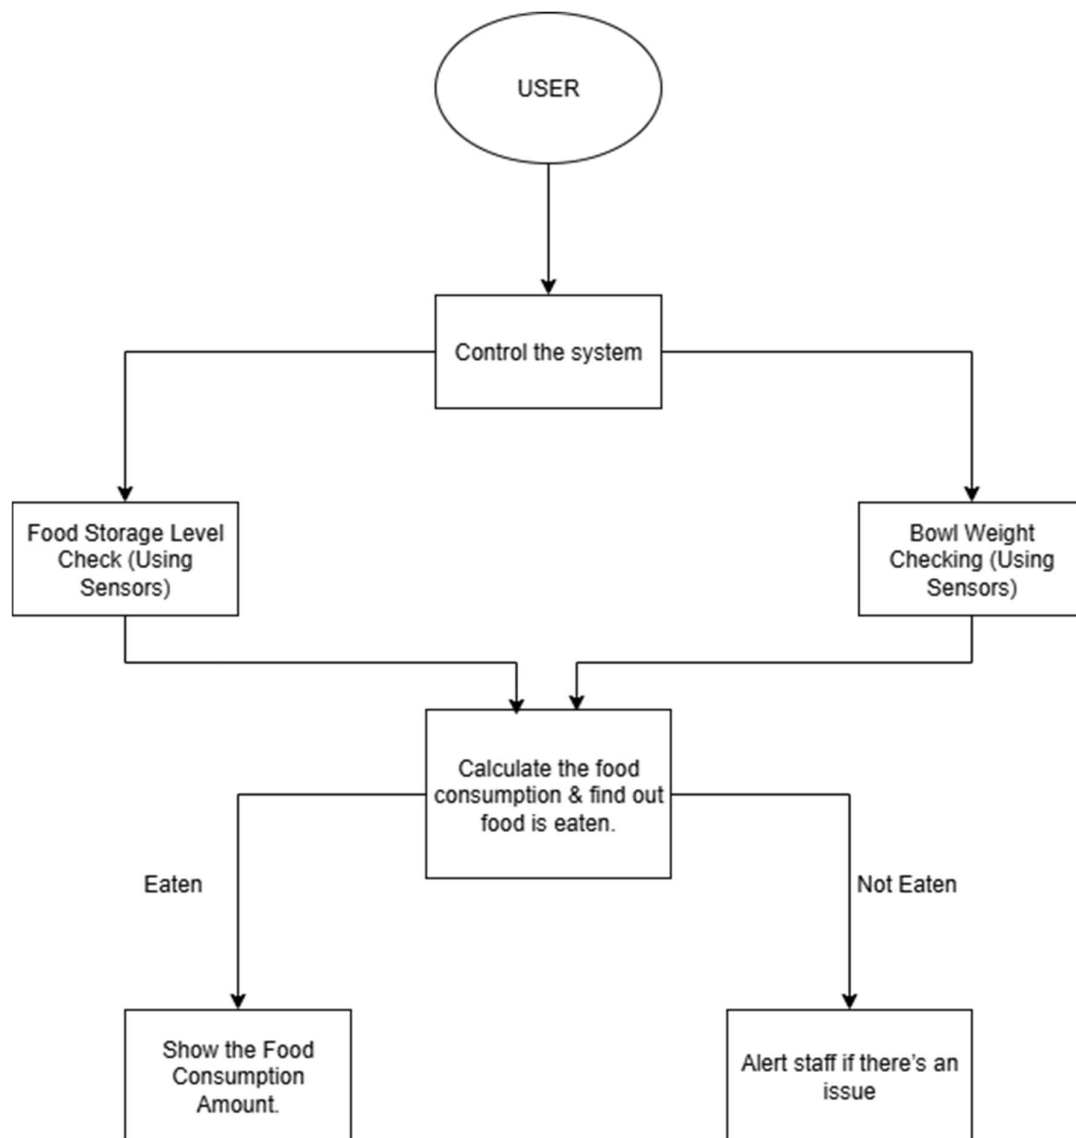 USER
Control the system
Food Storage Level
Check (Using
Sensors)
Bowl Weight
Checking (Using
Sensors)
Calculate the food
consumption & find out
food is eaten.
Eaten
Not Eaten
Show the Food
Consumption
Amount.
Alert staff if there's an
issue